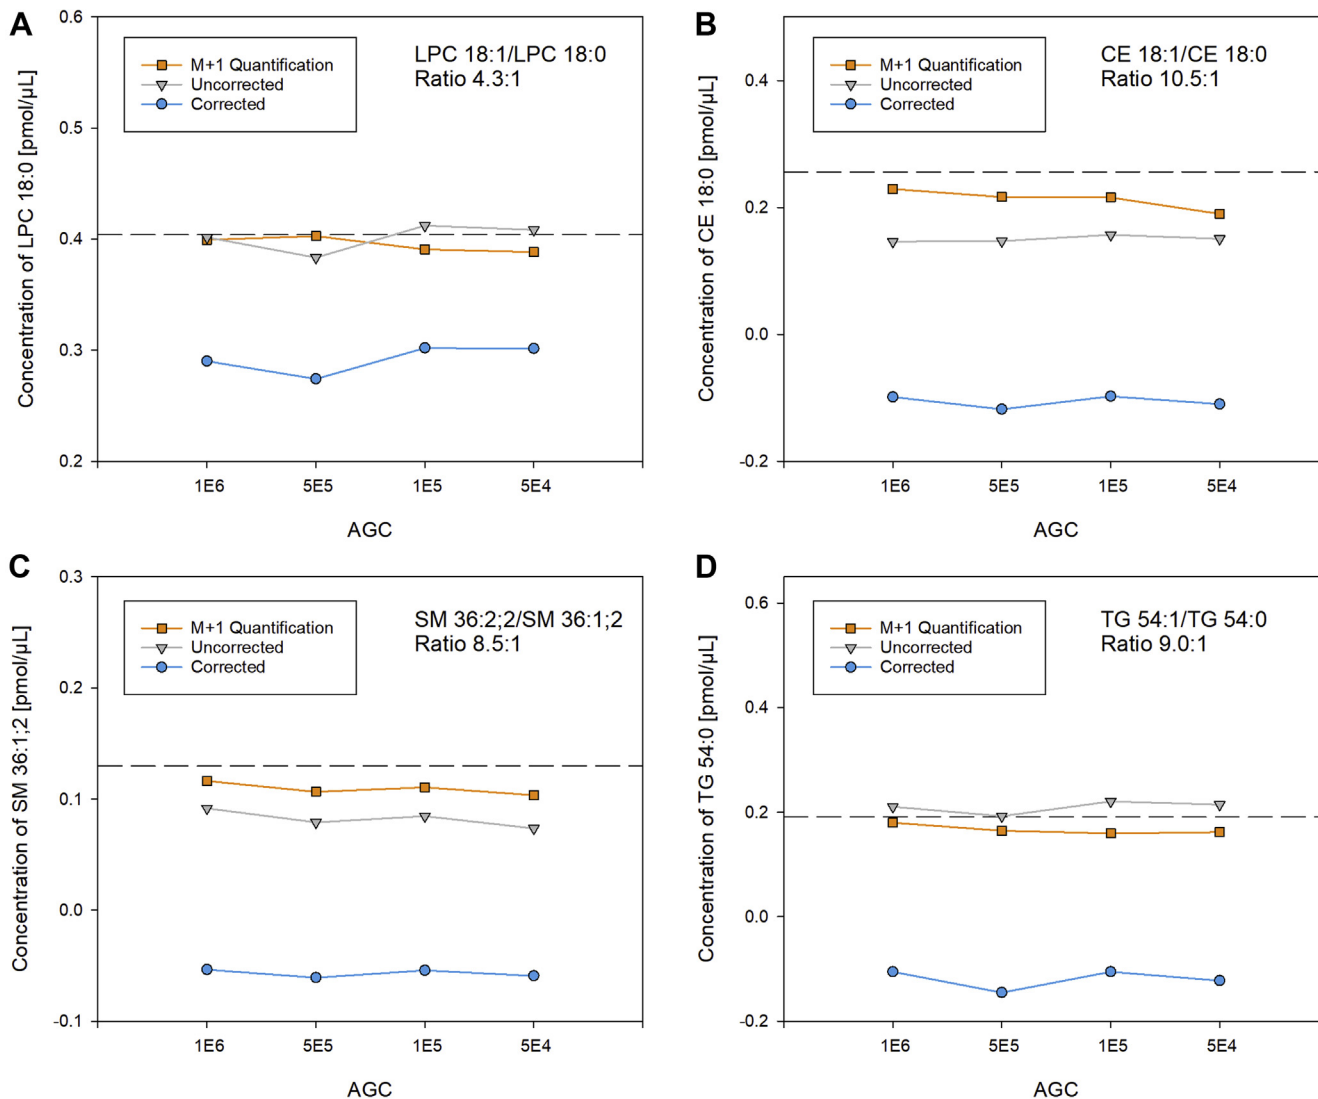 A
Concentration of LPC 18:0 [pmol/µL]
0.6
0.5
0.4
0.3
0.2
M+1 Quantification
Uncorrected
Corrected
LPC 18:1/LPC 18:0
Ratio 4.3:1
1E6 5E5 1E5 5E4
AGC
B
Concentration of CE 18:0 [pmol/µL]
0.4
0.2
0.0
-0.2
M+1 Quantification
Uncorrected
Corrected
CE 18:1/CE 18:0
Ratio 10.5:1
1E6 5E5 1E5 5E4
AGC
C
Concentration of SM 36:1;2 [pmol/µL]
0.3
0.2
0.1
0.0
-0.1
M+1 Quantification
Uncorrected
Corrected
SM 36:2;2/SM 36:1;2
Ratio 8.5:1
1E6 5E5 1E5 5E4
AGC
D
Concentration of TG 54:0 [pmol/µL]
0.6
0.4
0.2
0.0
-0.2
M+1 Quantification
Uncorrected
Corrected
TG 54:1/TG 54:0
Ratio 9.0:1
1E6 5E5 1E5 5E4
AGC